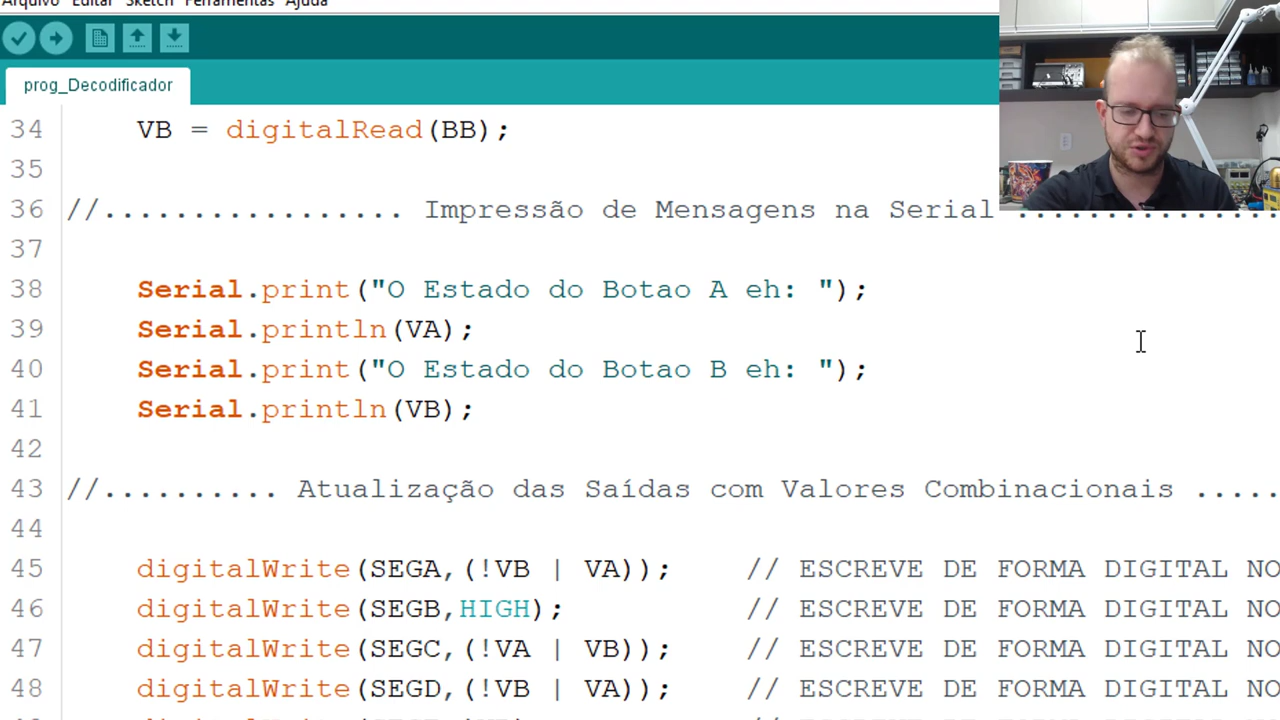 Arquivo Editar Sketch Ferramentas Ajuda
prog_Decodificador
34 VB = digitalRead(BB);
35
36 //................. Impressão de Mensagens na Serial ...............
37
38 Serial.print("O Estado do Botao A eh: ");
39 Serial.println(VA);
40 Serial.print("O Estado do Botao B eh: ");
41 Serial.println(VB);
42
43 //.......... Atualização das Saídas com Valores Combinacionais .....
44
45 digitalWrite(SEGA,(!VB | VA)); // ESCREVE DE FORMA DIGITAL NO
46 digitalWrite(SEGB,HIGH); // ESCREVE DE FORMA DIGITAL NO
47 digitalWrite(SEGC,(!VA | VB)); // ESCREVE DE FORMA DIGITAL NO
48 digitalWrite(SEGD,(!VB | VA)); // ESCREVE DE FORMA DIGITAL NO